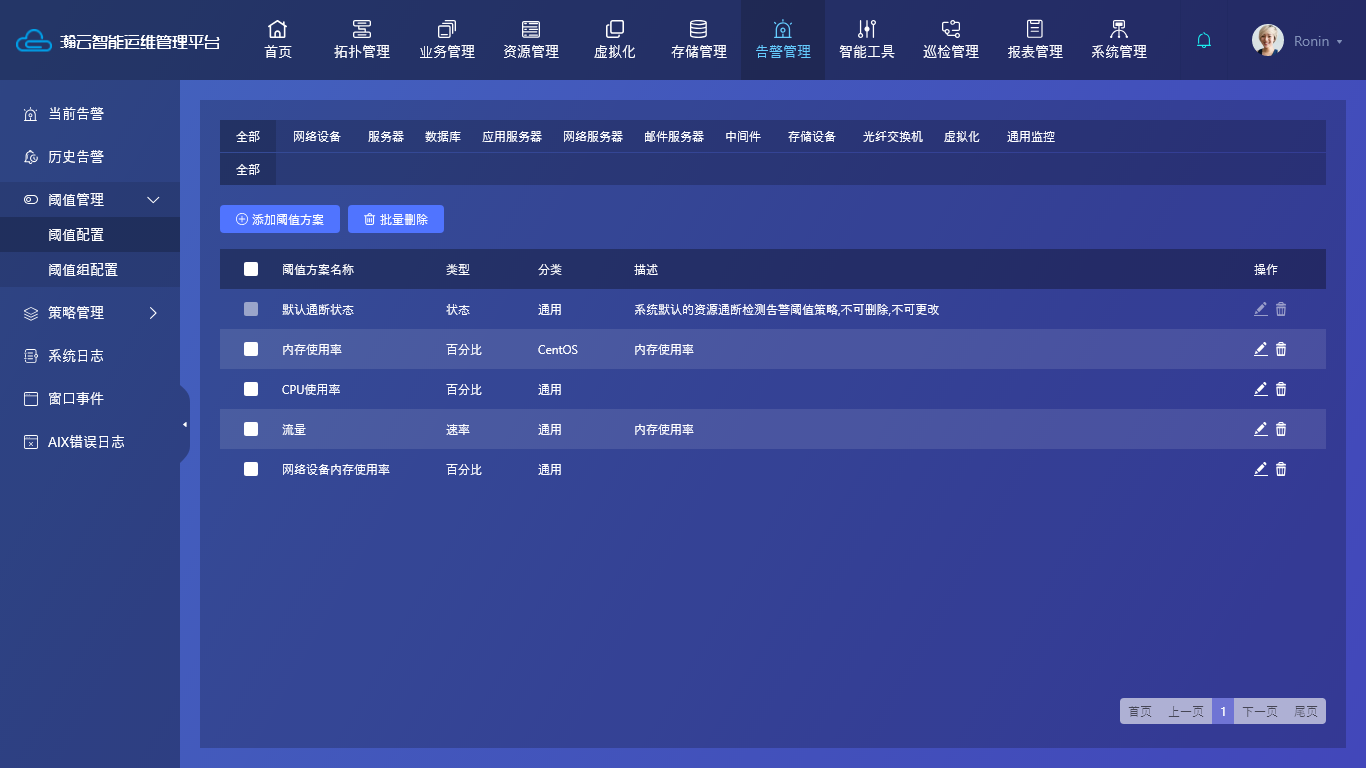 瀚云智能运维管理平台
首页 拓扑管理 业务管理 资源管理 虚拟化 存储管理 告警管理 智能工具 巡检管理 报表管理 系统管理 Ronin
当前告警
历史告警
阈值管理
阈值配置
阈值组配置
策略管理
系统日志
窗口事件
AIX错误日志
全部 网络设备 服务器 数据库 应用服务器 网络服务器 邮件服务器 中间件 存储设备 光纤交换机 虚拟化 通用监控
全部
添加阈值方案 批量删除
阈值方案名称 类型 分类 描述 操作
默认通断状态 状态 通用 系统默认的资源通断检测告警阈值策略,不可删除,不可更改
内存使用率 百分比 CentOS 内存使用率
CPU使用率 百分比 通用
流量 速率 通用 内存使用率
网络设备内存使用率 百分比 通用
首页 上一页 1 下一页 尾页